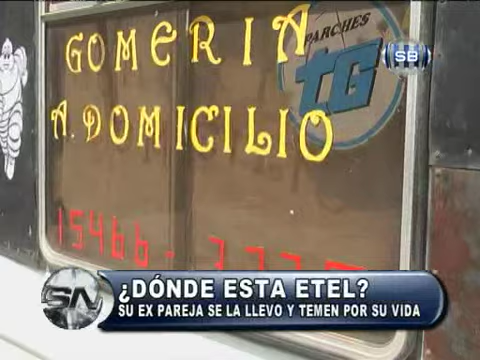 GOMERIA
A. DOMICILIO
PARCHES
TG
SB
15466-
¿DÓNDE ESTA ETEL?
SN
SU EX PAREJA SE LA LLEVO Y TEMEN POR SU VIDA